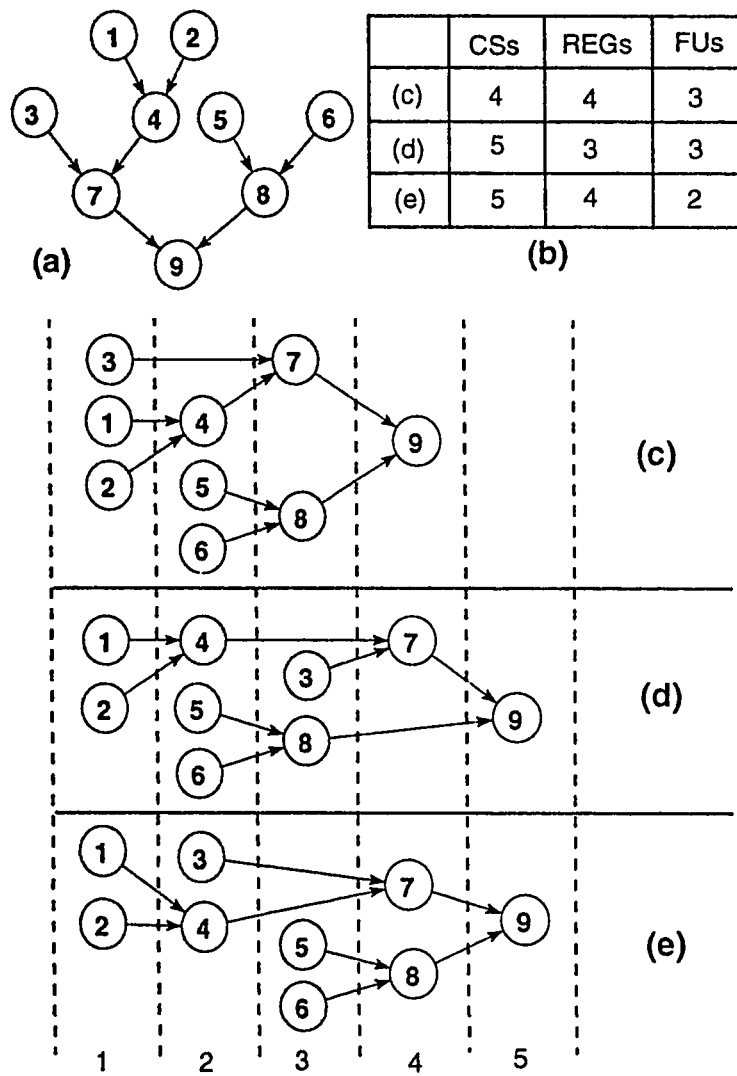 1 2
3 4 5 6
7 8
9
(a)
CSs REGs FUs
(c) 4 4 3
(d) 5 3 3
(e) 5 4 2
(b)
3 7
1 4 9
2 5 8
6
(c)
1 4 7
3
2 5 8 9
6
(d)
1 3 7
2 4 9
5 8
6
(e)
1 2 3 4 5